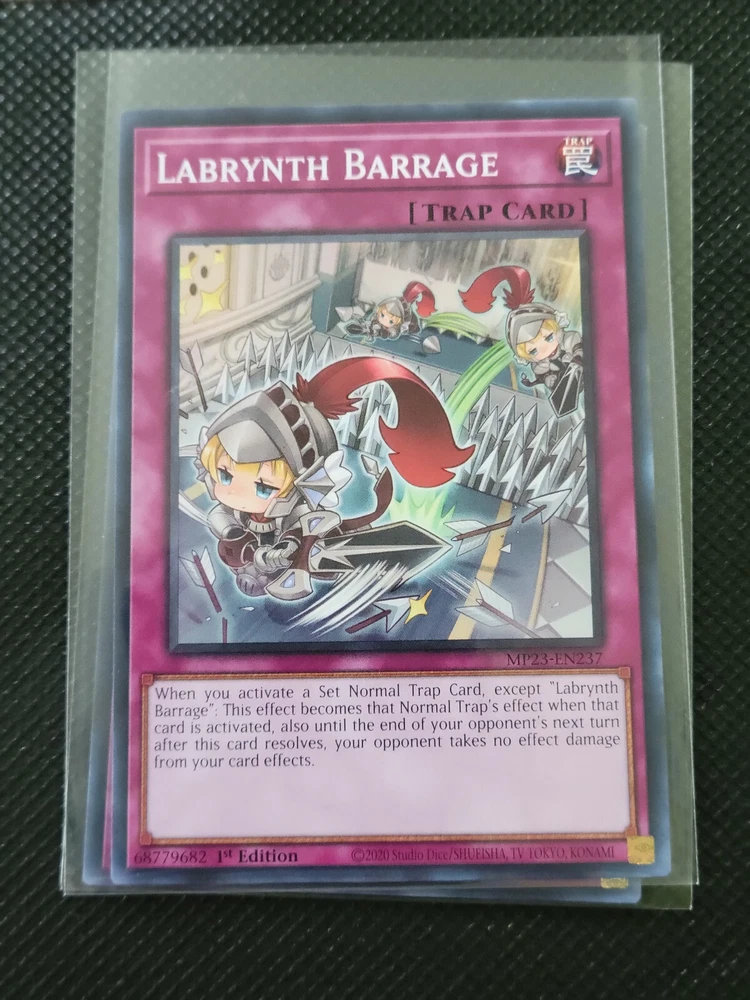 LABRYNTH BARRAGE
TRAP
罠
[TRAP CARD]
MP23-EN237
When you activate a Set Normal Trap Card, except "Labrynth
Barrage": This effect becomes that Normal Trap's effect when that
card is activated, also until the end of your opponent's next turn
after this card resolves, your opponent takes no effect damage
from your card effects.
68779682 1st Edition ©2020 Studio Dice/SHUEISHA, TV TOKYO, KONAMI